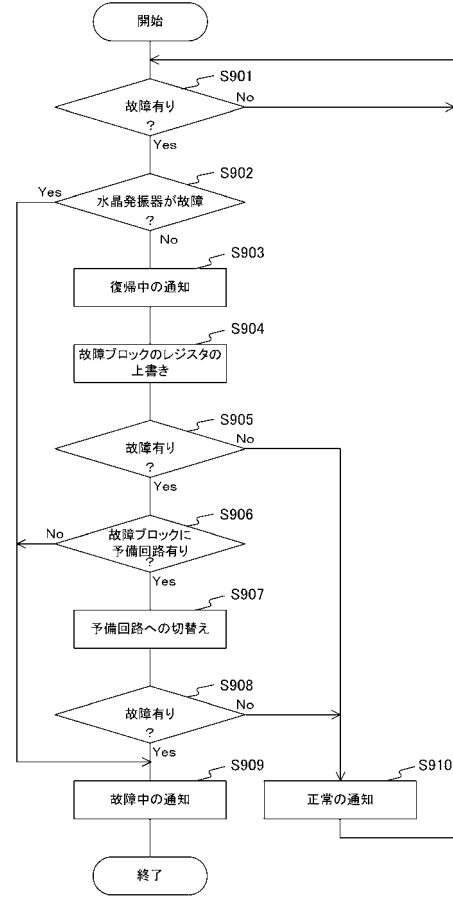 開始
S901
故障有り
?
No
Yes
S902
Yes
水晶発振器が故障
?
No
S903
復帰中の通知
S904
故障ブロックのレジスタの
上書き
S905
故障有り
?
No
Yes
S906
No
故障ブロックに
予備回路有り
?
Yes
S907
予備回路への切替え
S908
故障有り
?
No
Yes
S909
故障中の通知
S910
正常の通知
終了